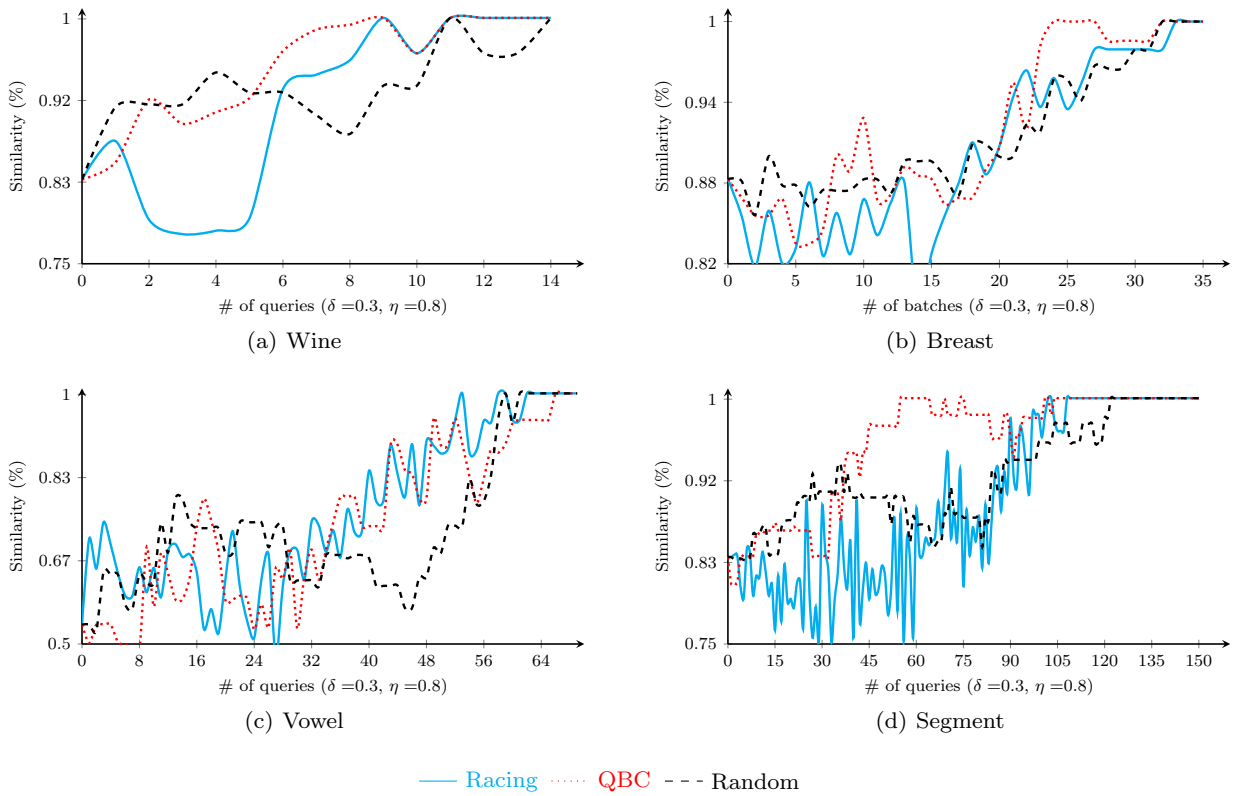 1
0.92
0.83
0.75
Similarity (%)
0 2 4 6 8 10 12 14
# of queries (δ =0.3, η =0.8)
(a) Wine
1
0.94
0.88
0.82
Similarity (%)
0 5 10 15 20 25 30 35
# of batches (δ =0.3, η =0.8)
(b) Breast
1
0.83
0.67
0.5
Similarity (%)
0 8 16 24 32 40 48 56 64
# of queries (δ =0.3, η =0.8)
(c) Vowel
1
0.92
0.83
0.75
Similarity (%)
0 15 30 45 60 75 90 105 120 135 150
# of queries (δ =0.3, η =0.8)
(d) Segment
Racing QBC Random